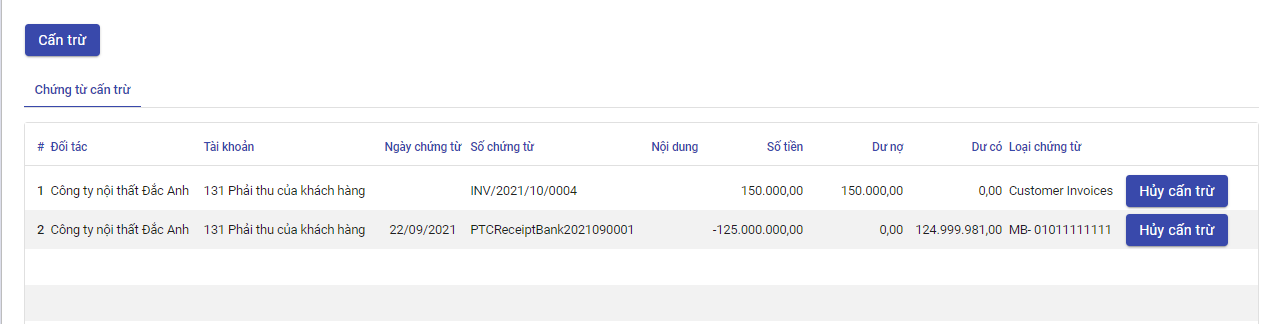 Cấn trừ
Chứng từ cấn trừ
# Đối tác Tài khoản Ngày chứng từ Số chứng từ Nội dung Số tiền Dư nợ Dư có Loại chứng từ
1 Công ty nội thất Đắc Anh 131 Phải thu của khách hàng INV/2021/10/0004 150.000,00 150.000,00 0,00 Customer Invoices Hủy cấn trừ
2 Công ty nội thất Đắc Anh 131 Phải thu của khách hàng 22/09/2021 PTCReceiptBank2021090001 -125.000.000,00 0,00 124.999.981,00 MB- 01011111111 Hủy cấn trừ